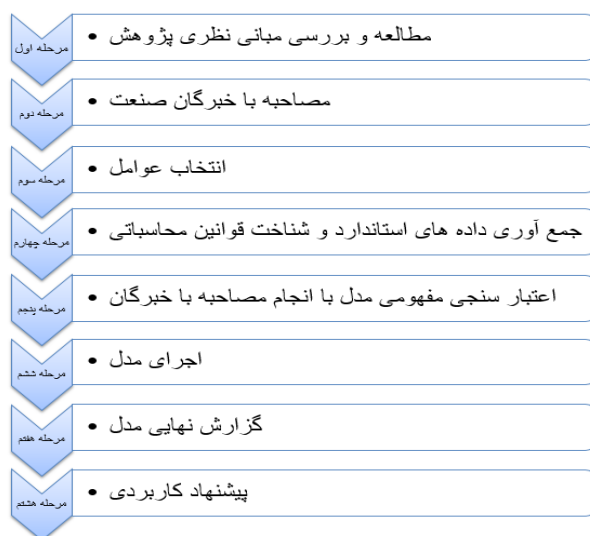 مرحله اول
مطالعه و بررسی مبانی نظری پژوهش
مرحله دوم
مصاحبه با خبرگان صنعت
مرحله سوم
انتخاب عوامل
مرحله چهارم
جمع آوری داده های استاندارد و شناخت قوانین محاسباتی
مرحله پنجم
اعتبار سنجی مفهومی مدل با انجام مصاحبه با خبرگان
مرحله ششم
اجرای مدل
مرحله هفتم
گزارش نهایی مدل
مرحله هشتم
پیشنهاد کاربردی